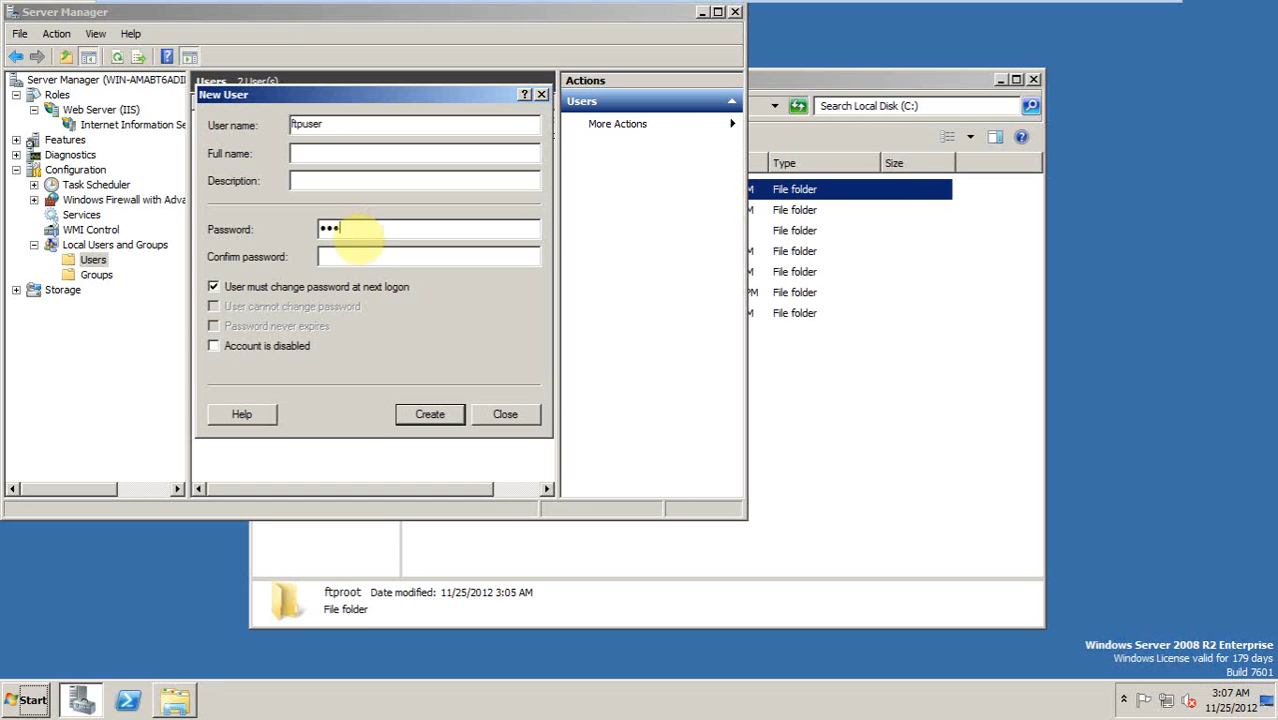 Server Manager
File Action View Help
Server Manager (WIN-AMABT6ADI
Roles
Web Server (IIS)
Internet Information Se
Features
Diagnostics
Configuration
Task Scheduler
Windows Firewall with Adva
Services
WMI Control
Local Users and Groups
Users
Groups
Storage
Users 2 User(s)
New User
User name: ftpuser
Full name:
Description:
Password: •••
Confirm password:
User must change password at next logon
User cannot change password
Password never expires
Account is disabled
Help Create Close
Actions
Users
More Actions
Search Local Disk (C:)
Type Size
M File folder
M File folder
File folder
M File folder
M File folder
PM File folder
M File folder
ftproot Date modified: 11/25/2012 3:05 AM
File folder
Windows Server 2008 R2 Enterprise
Windows License valid for 179 days
Build 7601
Start
3:07 AM
11/25/2012